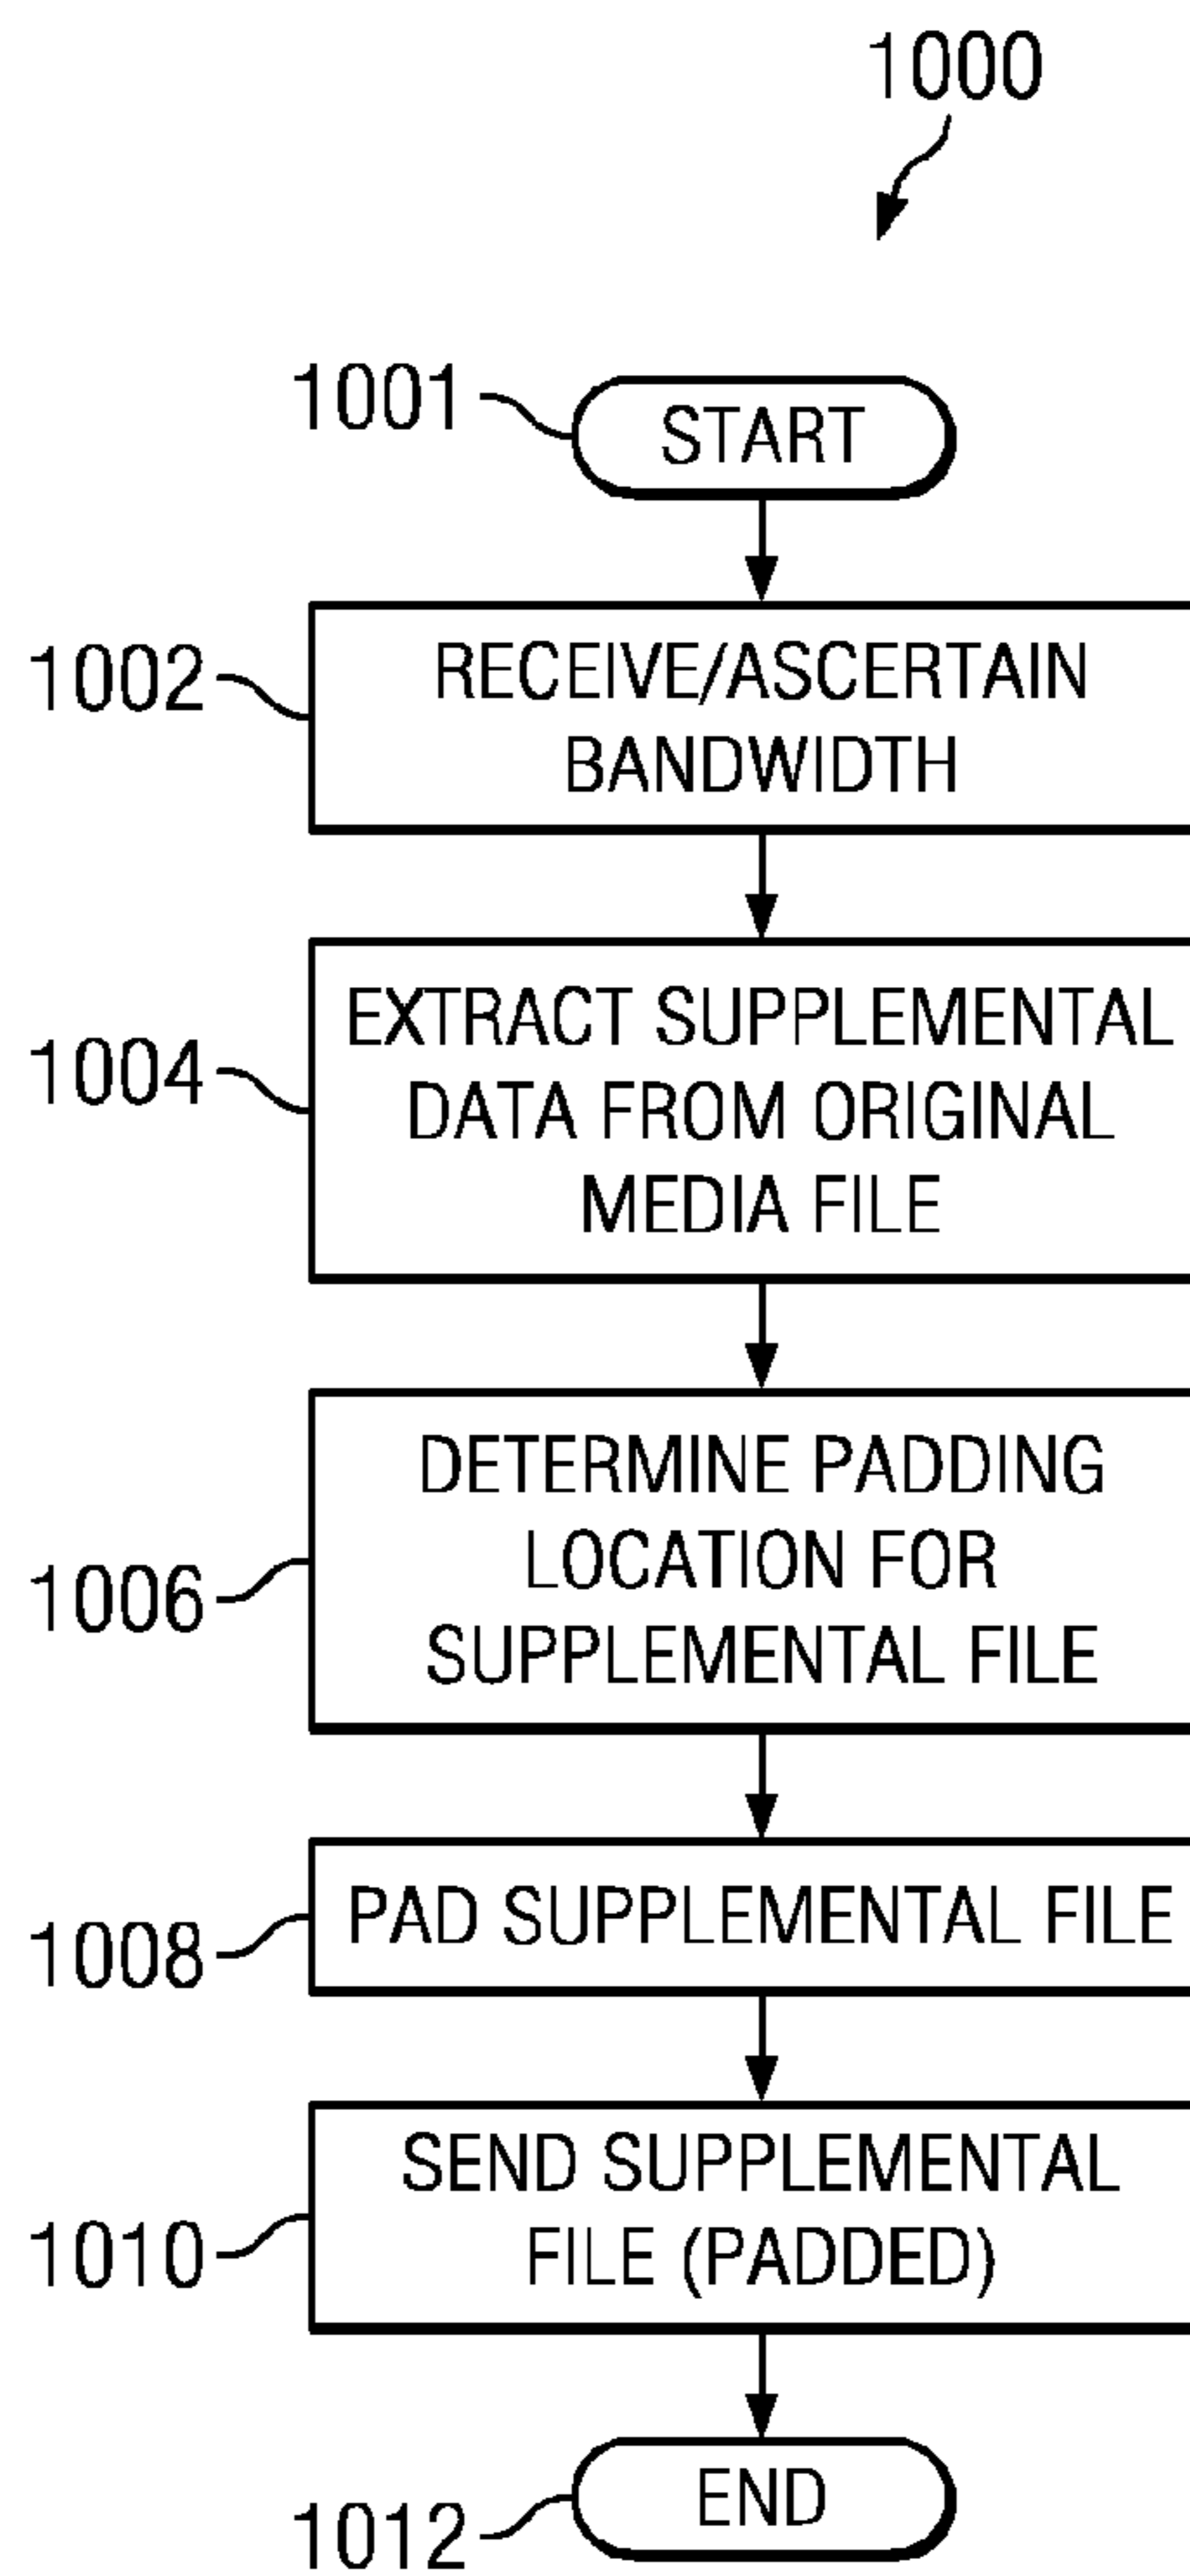 1000
1001
START
1002
RECEIVE/ASCERTAIN
BANDWIDTH
1004
EXTRACT SUPPLEMENTAL
DATA FROM ORIGINAL
MEDIA FILE
1006
DETERMINE PADDING
LOCATION FOR
SUPPLEMENTAL FILE
1008
PAD SUPPLEMENTAL FILE
1010
SEND SUPPLEMENTAL
FILE (PADDED)
1012
END